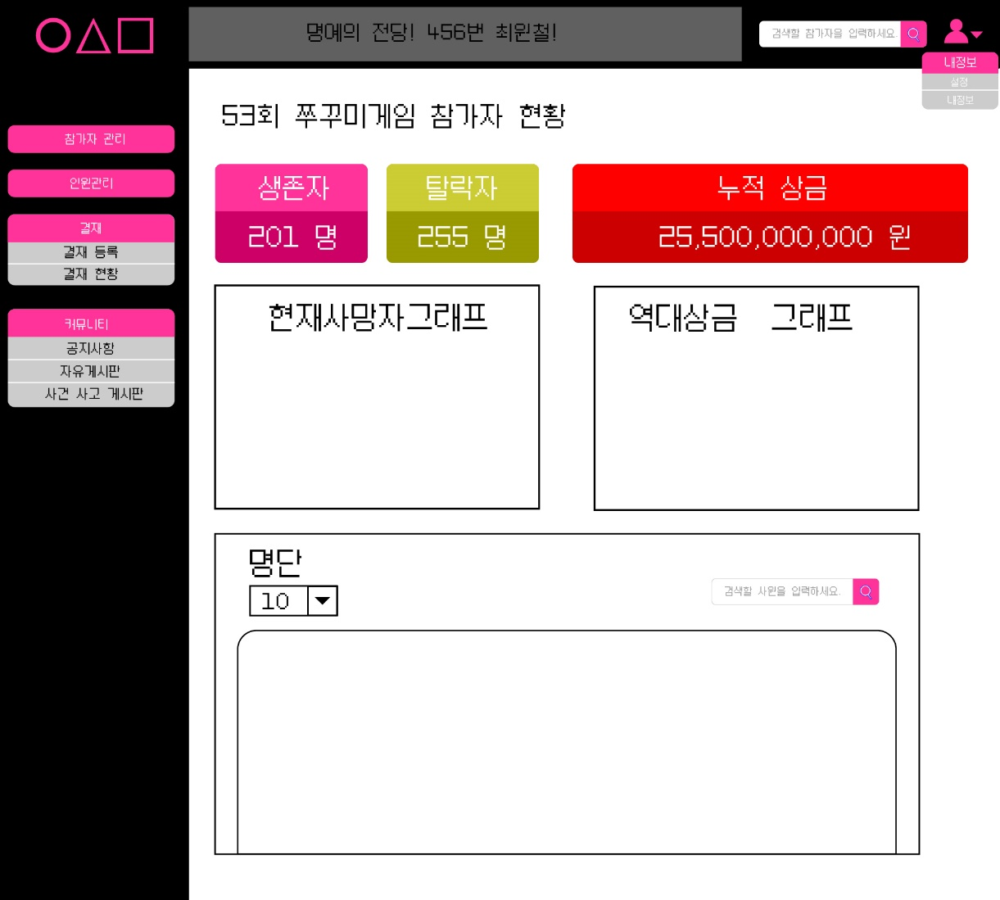 명예의 전당! 456번 최원철!
검색할 참가자을 입력하세요.
내정보
설정
내정보
참가자 관리
인원관리
결재
결재 등록
결재 현황
커뮤니티
공지사항
자유게시판
사건 사고 게시판
53회 쭈꾸미게임 참가자 현황
생존자
201 명
탈락자
255 명
누적 상금
25,500,000,000 원
현재사망자그래프
역대상금 그래프
명단
10
검색할 사원을 입력하세요.